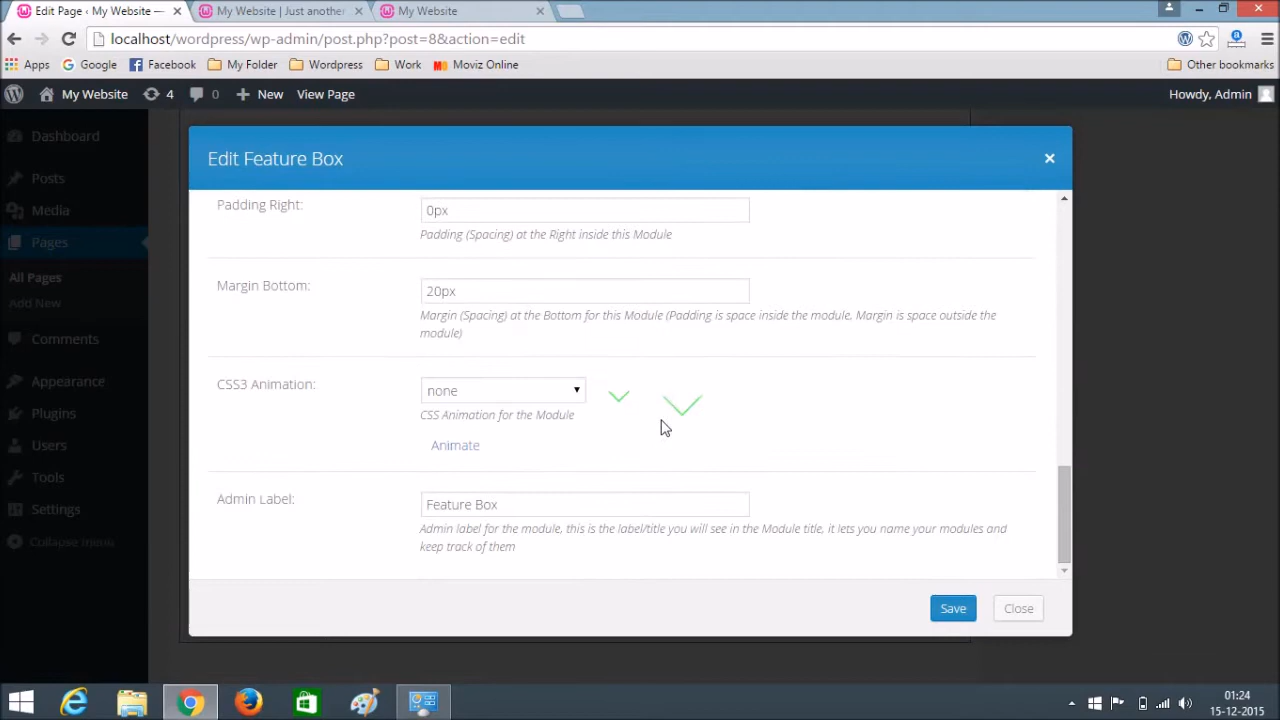 Edit Page ‹ My Website —
My Website | Just another
My Website
localhost/wordpress/wp-admin/post.php?post=8&action=edit
Apps
Google
Facebook
My Folder
Wordpress
Work
Moviz Online
Other bookmarks
My Website
4
0
New
View Page
Howdy, Admin
Dashboard
Posts
Media
Pages
All Pages
Add New
Comments
Appearance
Plugins
Users
Tools
Settings
Collapse menu
Edit Feature Box
Padding Right:
0px
Padding (Spacing) at the Right inside this Module
Margin Bottom:
20px
Margin (Spacing) at the Bottom for this Module (Padding is space inside the module, Margin is space outside the
module)
CSS3 Animation:
none
CSS Animation for the Module
Animate
Admin Label:
Feature Box
Admin label for the module, this is the label/title you will see in the Module title, it lets you name your modules and
keep track of them
Save
Close
01:24
15-12-2015